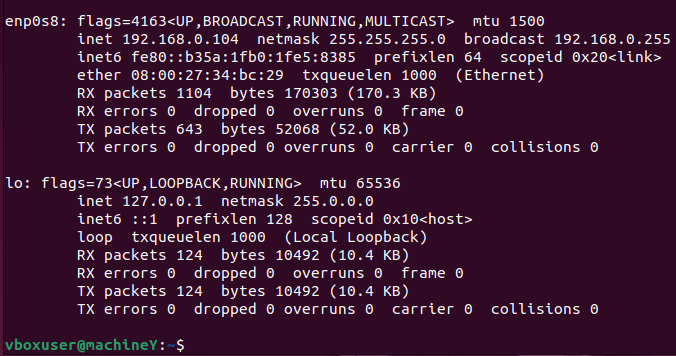 enp0s8: flags=4163<UP,BROADCAST,RUNNING,MULTICAST>  mtu 1500
        inet 192.168.0.104  netmask 255.255.255.0  broadcast 192.168.0.255
        inet6 fe80::b35a:1fb0:1fe5:8385  prefixlen 64  scopeid 0x20<link>
        ether 08:00:27:34:bc:29  txqueuelen 1000  (Ethernet)
        RX packets 1104  bytes 170303 (170.3 KB)
        RX errors 0  dropped 0  overruns 0  frame 0
        TX packets 643  bytes 52068 (52.0 KB)
        TX errors 0  dropped 0 overruns 0  carrier 0  collisions 0

lo: flags=73<UP,LOOPBACK,RUNNING>  mtu 65536
        inet 127.0.0.1  netmask 255.0.0.0
        inet6 ::1  prefixlen 128  scopeid 0x10<host>
        loop  txqueuelen 1000  (Local Loopback)
        RX packets 124  bytes 10492 (10.4 KB)
        RX errors 0  dropped 0  overruns 0  frame 0
        TX packets 124  bytes 10492 (10.4 KB)
        TX errors 0  dropped 0 overruns 0  carrier 0  collisions 0

vboxuser@machineY:~$